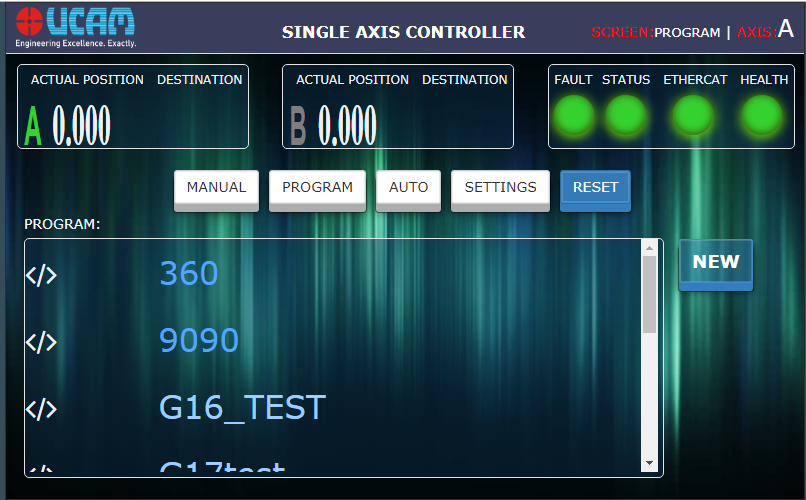 UCAM
Engineering Excellence. Exactly.
SINGLE AXIS CONTROLLER
SCREEN:PROGRAM | AXIS:A
ACTUAL POSITION DESTINATION
A 0.000
ACTUAL POSITION DESTINATION
B 0.000
FAULT STATUS ETHERCAT HEALTH
MANUAL PROGRAM AUTO SETTINGS RESET
PROGRAM:
</> 360
NEW
</> 9090
</> G16_TEST
</> G17test